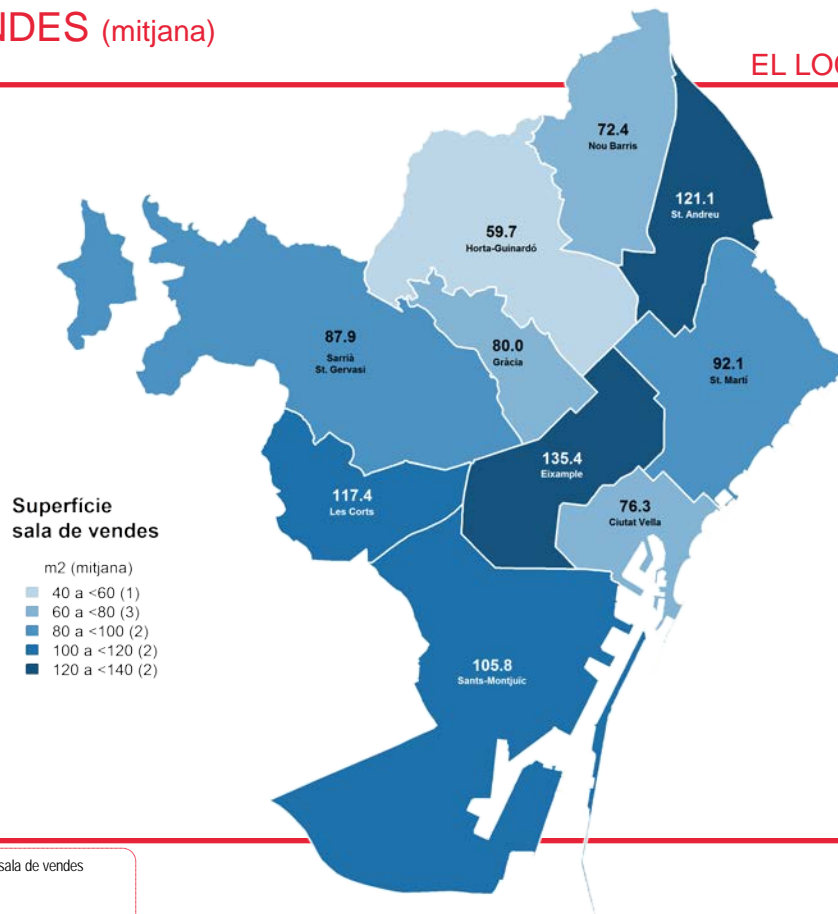 NDES (mitjana)
EL LOC
72.4
Nou Barris
121.1
St. Andreu
59.7
Horta-Guinardó
87.9
Sarrià
St. Gervasi
80.0
Gràcia
92.1
St. Martí
135.4
Eixample
117.4
Les Corts
76.3
Ciutat Vella
Superfície
sala de vendes
m2 (mitjana)
40 a <60 (1)
60 a <80 (3)
80 a <100 (2)
100 a <120 (2)
120 a <140 (2)
105.8
Sants-Montjuïc
sala de vendes